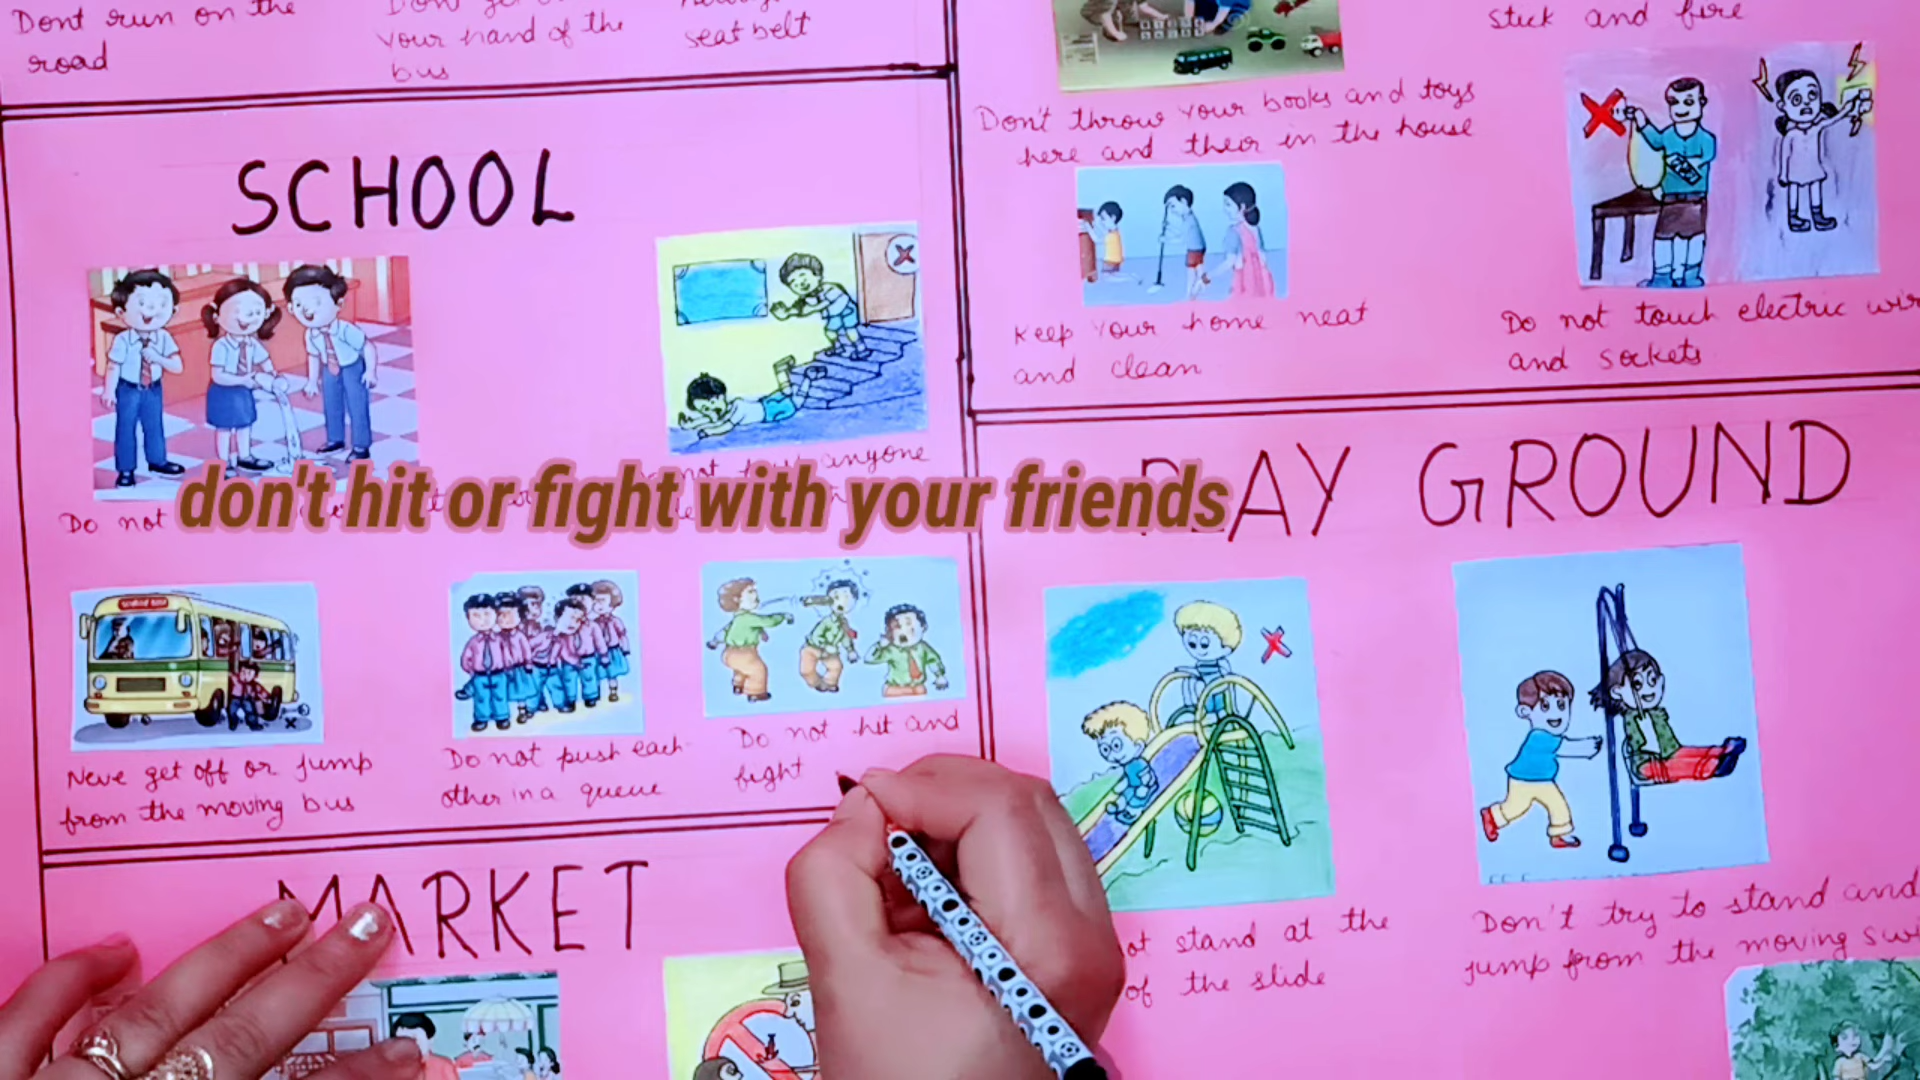 Dont run on the
road
your hand of the
bus
seat belt
stick and fire
Don't throw your books and toys
here and their in the house
Keep your home neat
and clean
Do not touch electric
and sockets
SCHOOL
anyone
Do not
don't hit or fight with your friends
AY GROUND
SCHOOL BUS
Neve get off or jump
from the moving bus
Do not push each
other in a queue
Do not hit and
fight
MARKET
stand at the
of the slide
Don't try to stand and
jump from the moving